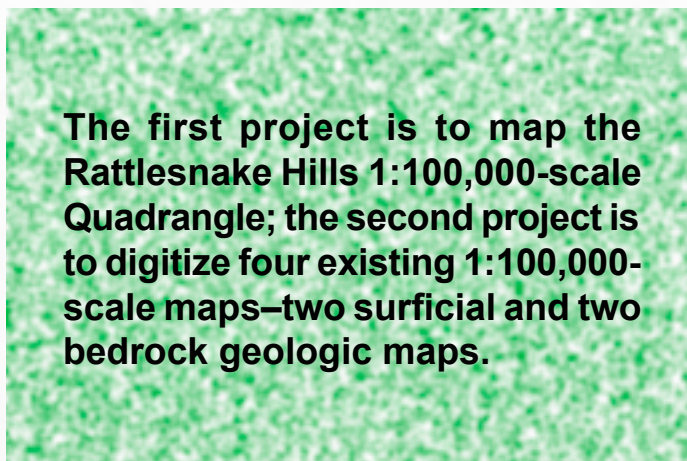 The first project is to map the
Rattlesnake Hills 1:100,000-scale
Quadrangle; the second project is
to digitize four existing 1:100,000-
scale maps–two surficial and two
bedrock geologic maps.